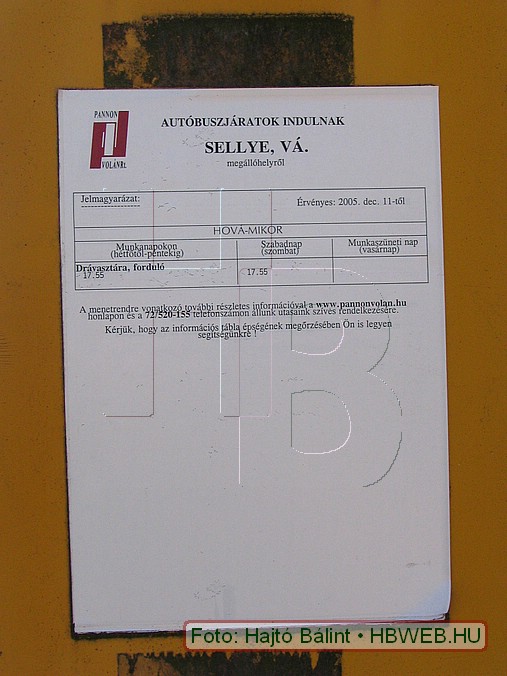 PANNON
VOLÁNRt.
AUTÓBUSZJÁRATOK INDULNAK
SELLYE, VÁ.
megállóhelyről
Jelmagyarázat:
Érvényes: 2005. dec. 11-től
HOVÁ-MIKOR
Munkanapokon
(hétfőtől-péntekig)
Szabadnap
(szombat)
Munkaszüneti nap
(vasárnap)
Drávasztára, forduló
17.55
17.55
A menetrendre vonatkozó további részletes információval a www.pannonvolan.hu
honlapon és a 72/520-155 telefonszámon állunk utasaink szíves rendelkezésére.
Kérjük, hogy az információs tábla épségének megőrzésében Ön is legyen
segítségünkre !
HB
Foto: Hajtó Bálint • HBWEB.HU